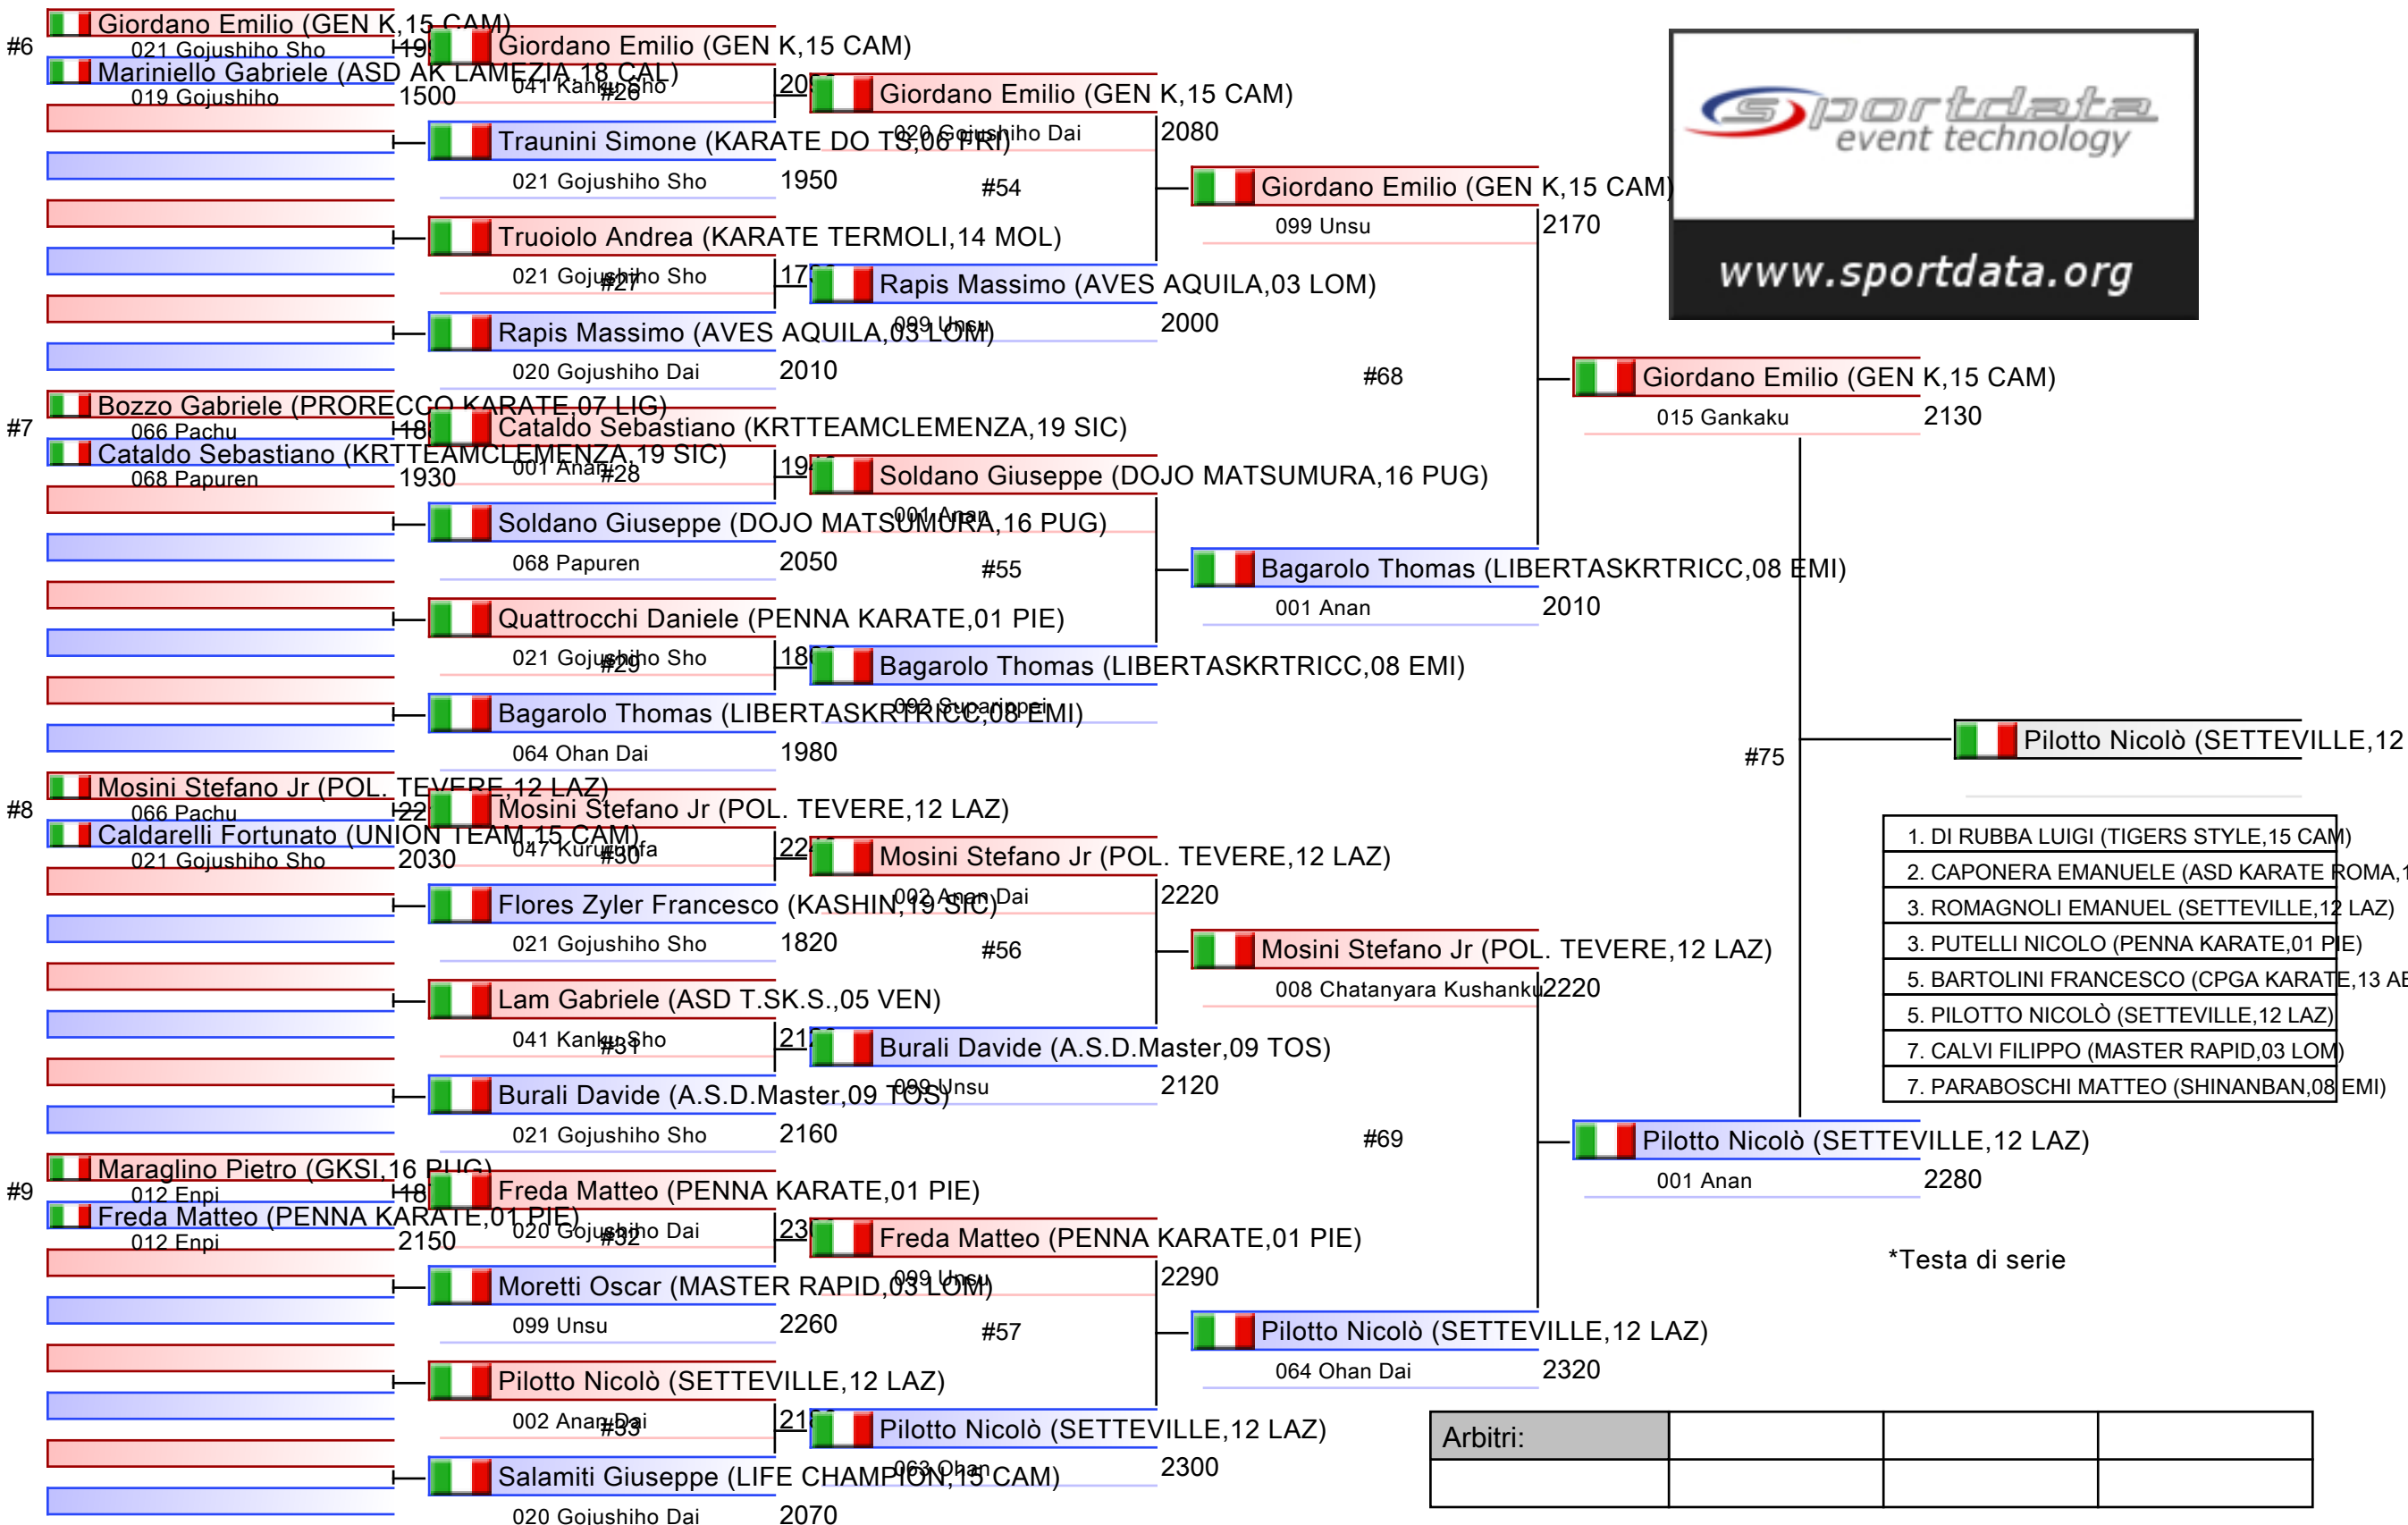 #6
Giordano Emilio (GEN K,15 CAM)
021 Gojushiho Sho
Mariniello Gabriele (ASD AK LAMEZIA,18 CAL)
019 Gojushiho
1500
#7
Bozzo Gabriele (PRORECCO KARATE,07 LIG)
066 Pachu
Cataldo Sebastiano (KRTTEAMCLEMENZA,19 SIC)
068 Papuren
1930
#8
Mosini Stefano Jr (POL. TEVERE,12 LAZ)
066 Pachu
Caldarelli Fortunato (UNION TEAM,15 CAM)
021 Gojushiho Sho
2030
#9
Maraglino Pietro (GKSI,16 PUG)
012 Enpi
Freda Matteo (PENNA KARATE,01 PIE)
012 Enpi
2150
Giordano Emilio (GEN K,15 CAM)
041 Kanku Sho
#26
Traunini Simone (KARATE DO TS,06 FRI)
021 Gojushiho Sho
1950
Truoiolo Andrea (KARATE TERMOLI,14 MOL)
021 Gojushiho Sho
#27
Rapis Massimo (AVES AQUILA,03 LOM)
020 Gojushiho Dai
2010
Cataldo Sebastiano (KRTTEAMCLEMENZA,19 SIC)
001 Anan
#28
Soldano Giuseppe (DOJO MATSUMURA,16 PUG)
068 Papuren
2050
Quattrocchi Daniele (PENNA KARATE,01 PIE)
021 Gojushiho Sho
#29
Bagarolo Thomas (LIBERTASKRTRICC,08 EMI)
064 Ohan Dai
1980
Mosini Stefano Jr (POL. TEVERE,12 LAZ)
047 Kururunfa
#30
Flores Zyler Francesco (KASHIN,19 SIC)
021 Gojushiho Sho
1820
Lam Gabriele (ASD T.SK.S.,05 VEN)
041 Kanku Sho
#31
Burali Davide (A.S.D.Master,09 TOS)
021 Gojushiho Sho
2160
Freda Matteo (PENNA KARATE,01 PIE)
020 Gojushiho Dai
#32
Moretti Oscar (MASTER RAPID,03 LOM)
099 Unsu
2260
Pilotto Nicolò (SETTEVILLE,12 LAZ)
002 Anan Dai
#33
Salamiti Giuseppe (LIFE CHAMPION,15 CAM)
020 Gojushiho Dai
2070
Giordano Emilio (GEN K,15 CAM)
020 Gojushiho Dai
2080
#54
Rapis Massimo (AVES AQUILA,03 LOM)
099 Unsu
2000
Soldano Giuseppe (DOJO MATSUMURA,16 PUG)
001 Anan
#55
Bagarolo Thomas (LIBERTASKRTRICC,08 EMI)
092 Suparinpei
Mosini Stefano Jr (POL. TEVERE,12 LAZ)
002 Anan Dai
2220
#56
Burali Davide (A.S.D.Master,09 TOS)
099 Unsu
2120
Freda Matteo (PENNA KARATE,01 PIE)
099 Unsu
2290
#57
Pilotto Nicolò (SETTEVILLE,12 LAZ)
063 Ohan
2300
Giordano Emilio (GEN K,15 CAM)
099 Unsu
2170
#68
Bagarolo Thomas (LIBERTASKRTRICC,08 EMI)
001 Anan
2010
Mosini Stefano Jr (POL. TEVERE,12 LAZ)
008 Chatanyara Kushanku
2220
#69
Pilotto Nicolò (SETTEVILLE,12 LAZ)
064 Ohan Dai
2320
Giordano Emilio (GEN K,15 CAM)
015 Gankaku
2130
#75
Pilotto Nicolò (SETTEVILLE,12 LAZ)
001 Anan
2280
Pilotto Nicolò (SETTEVILLE,12
sportdata
event technology
www.sportdata.org
1. DI RUBBA LUIGI (TIGERS STYLE,15 CAM)
2. CAPONERA EMANUELE (ASD KARATE ROMA,1
3. ROMAGNOLI EMANUEL (SETTEVILLE,12 LAZ)
3. PUTELLI NICOLO (PENNA KARATE,01 PIE)
5. BARTOLINI FRANCESCO (CPGA KARATE,13 AB
5. PILOTTO NICOLÒ (SETTEVILLE,12 LAZ)
7. CALVI FILIPPO (MASTER RAPID,03 LOM)
7. PARABOSCHI MATTEO (SHINANBAN,08 EMI)
*Testa di serie
Arbitri: